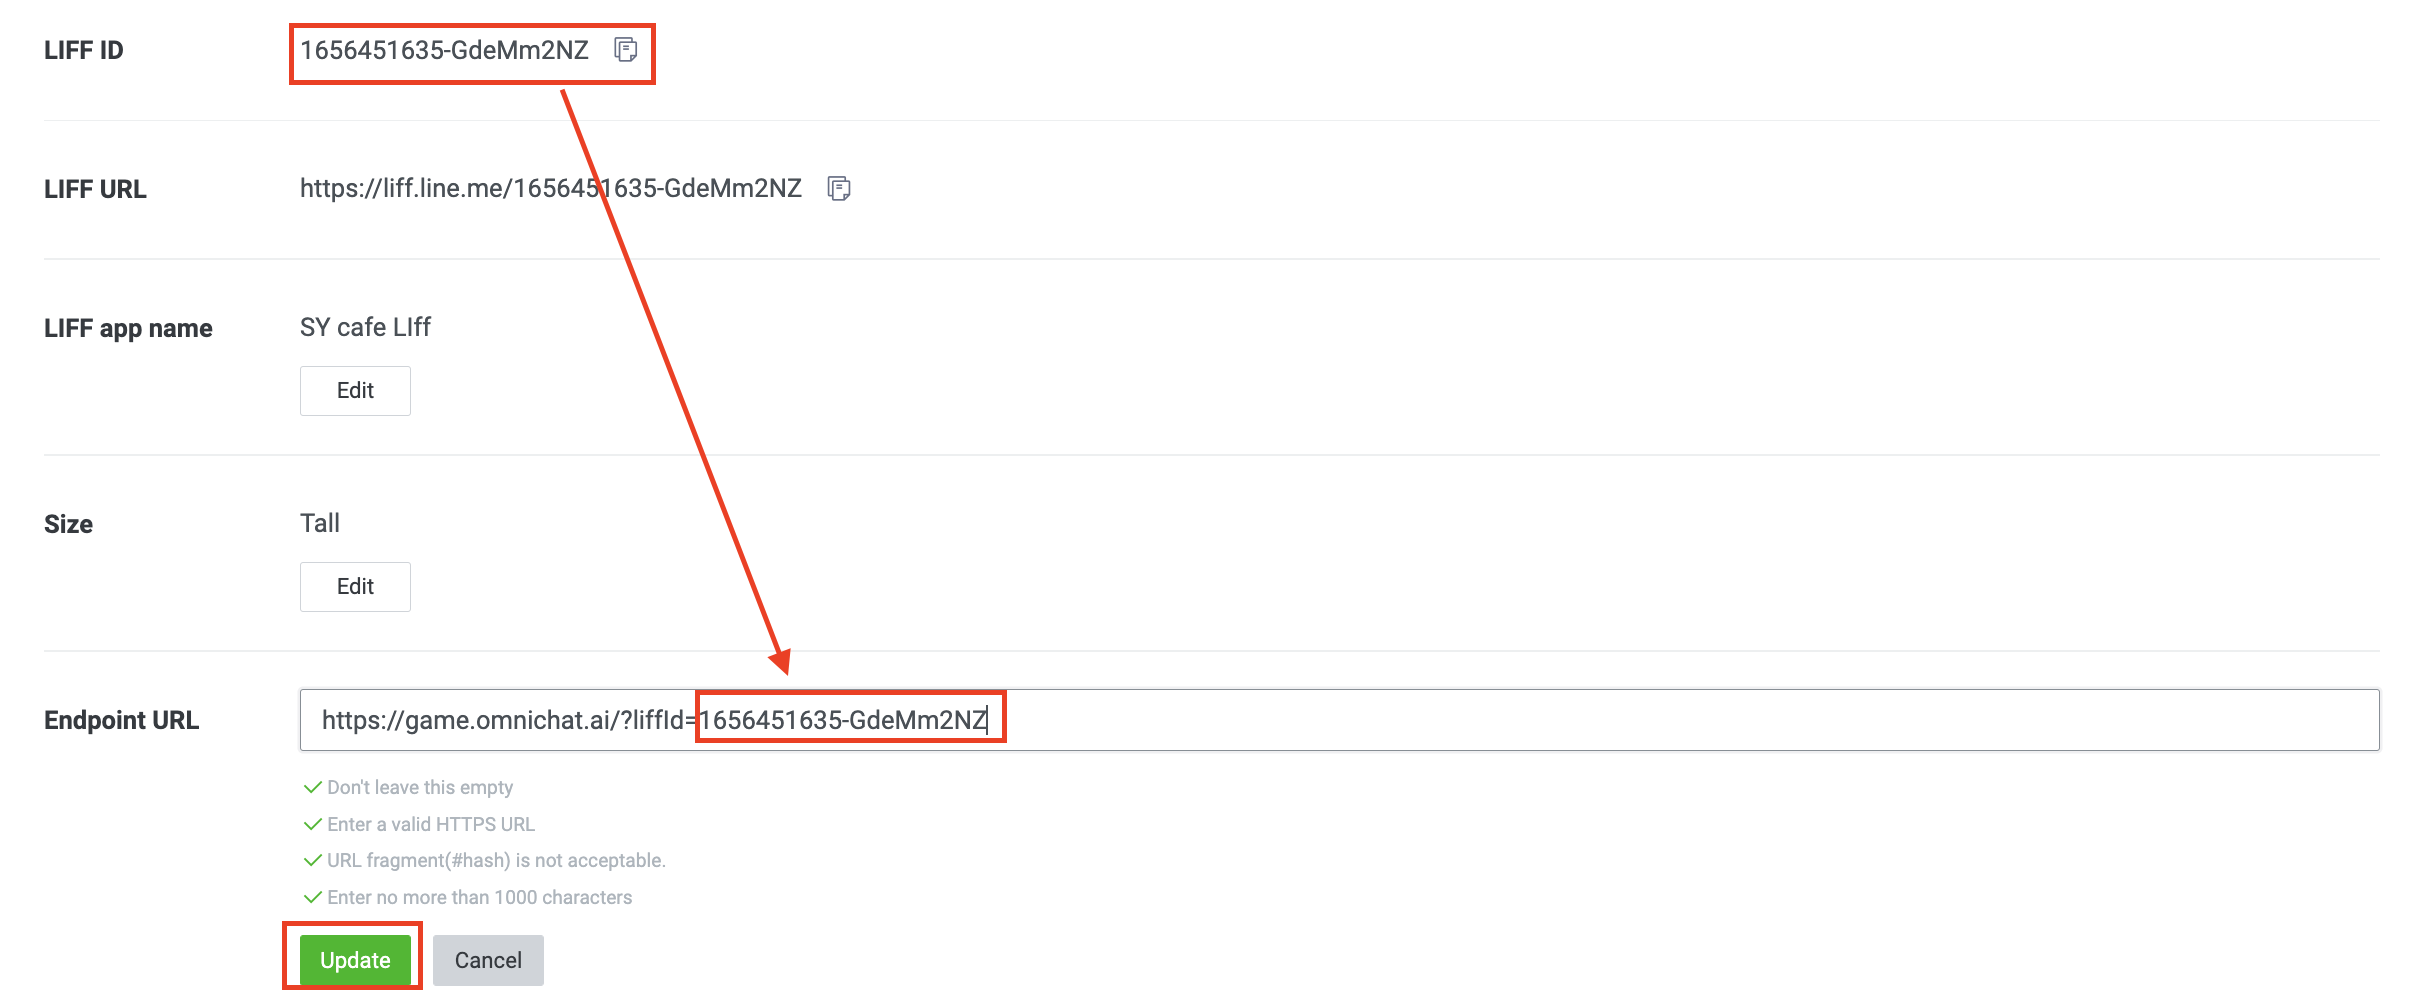 LIFF ID
1656451635-GdeMm2NZ
LIFF URL
https://liff.line.me/1656451635-GdeMm2NZ
LIFF app name
SY cafe LIff
Edit
Size
Tall
Edit
Endpoint URL
https://game.omnichat.ai/?liffId=1656451635-GdeMm2NZ
Don't leave this empty
Enter a valid HTTPS URL
URL fragment(#hash) is not acceptable.
Enter no more than 1000 characters
Update
Cancel